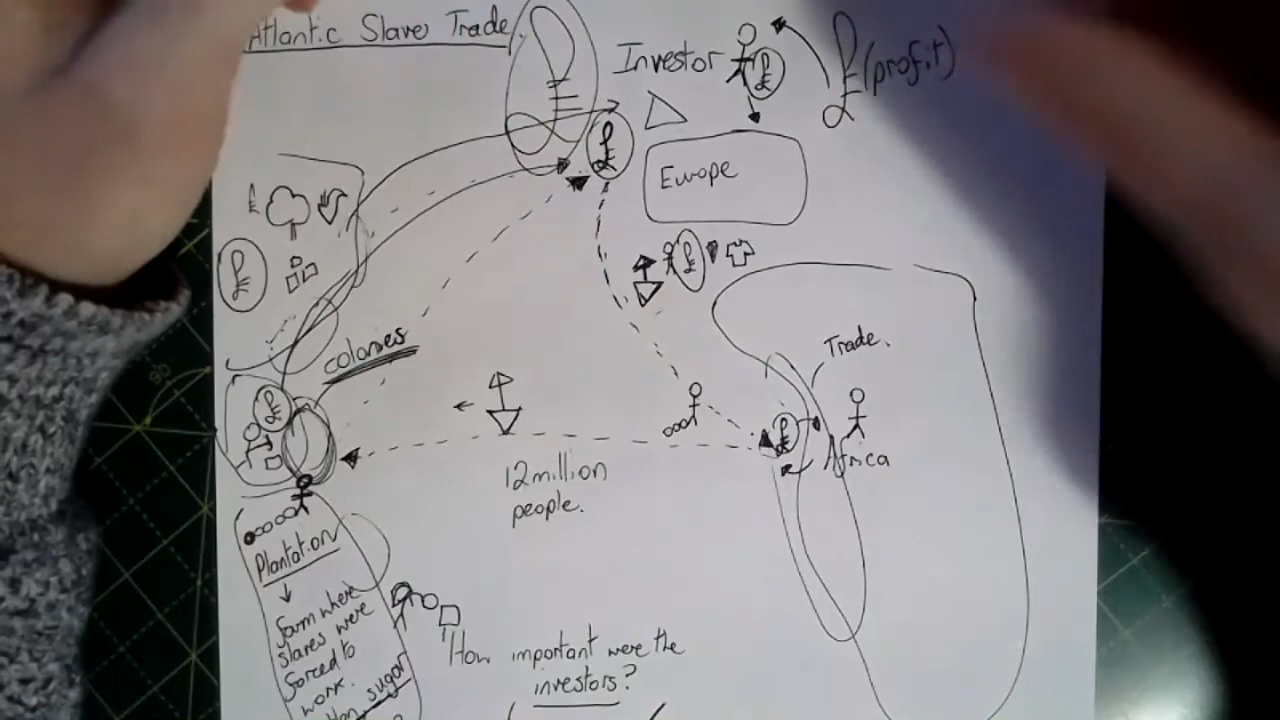 Atlantic Slave Trade
Investor
£
£ (profit)
£
Europe
£
£
colonies
Trade.
£
£
Africa
12 million
people.
Plantation
farm where
slaves were
forced to
work.
sugar
How important were the
investors?